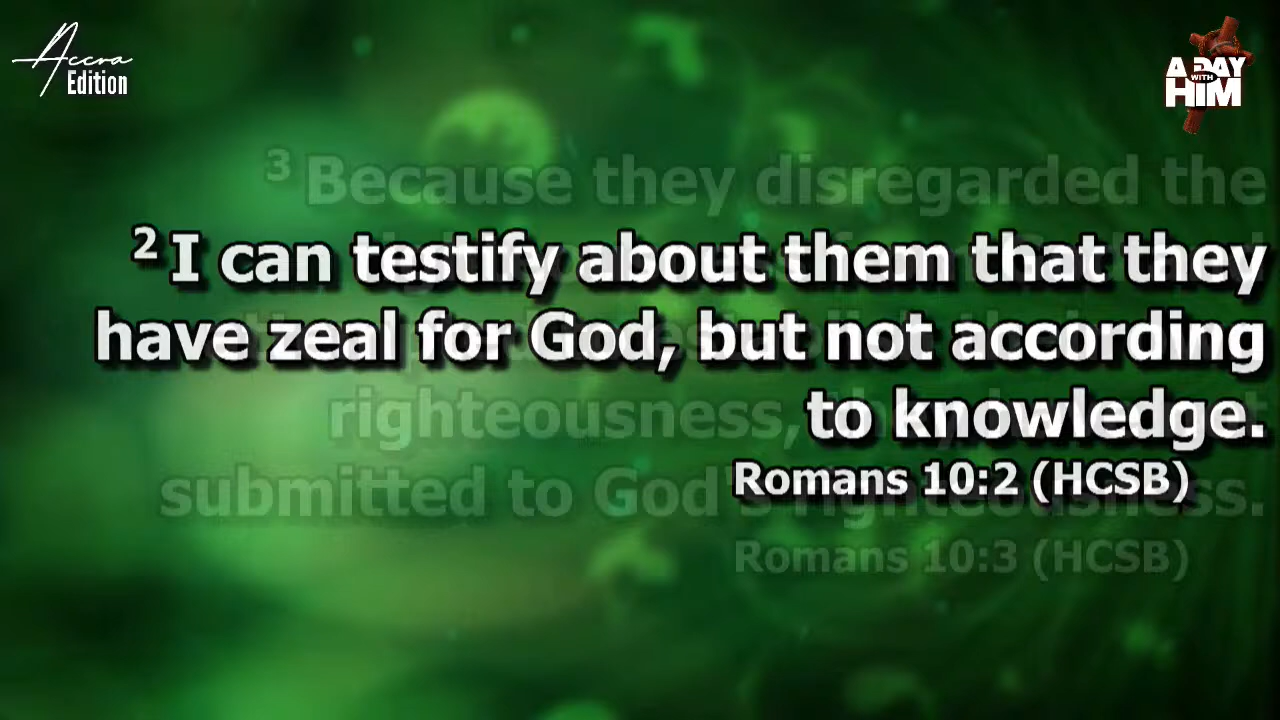 Accra
Edition
A DAY
WITH
HIM
3 Because they disregarded the
2 I can testify about them that they
have zeal for God, but not according
to knowledge.
Romans 10:2 (HCSB)
righteousness,
submitted to God's righteousness.
Romans 10:3 (HCSB)